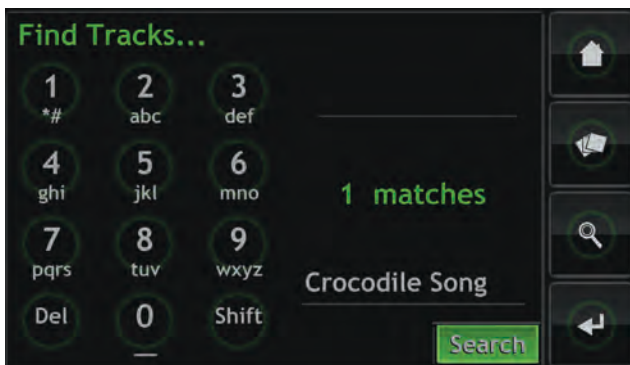 Find Tracks...
1 2 3
*# abc def
4 5 6
ghi jkl mno
1 matches
7 8 9
pqrs tuv wxyz
Crocodile Song
Del 0 Shift
Search